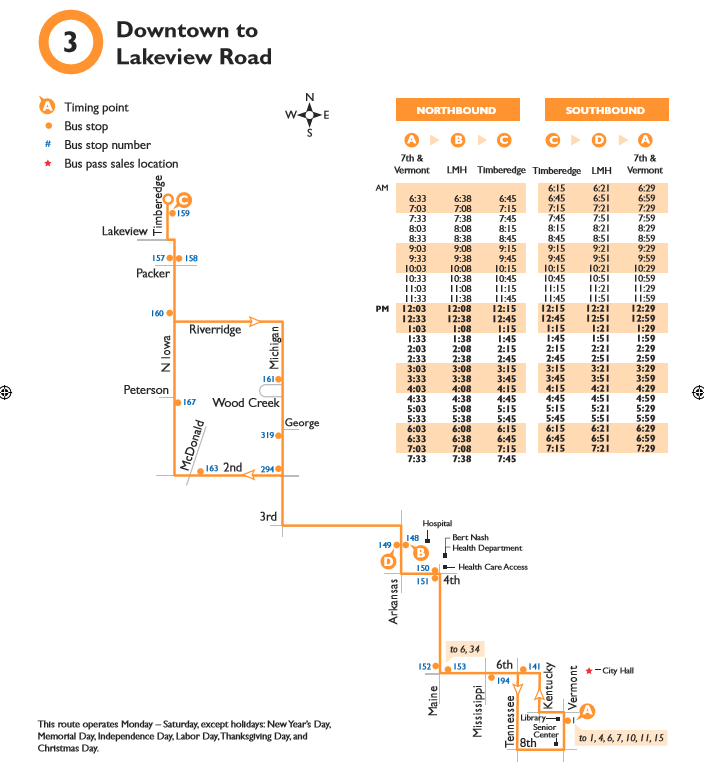 3
Downtown to
Lakeview Road
A Timing point
Bus stop
# Bus stop number
Bus pass sales location
N
W E
S
NORTHBOUND SOUTHBOUND
A B C C D A
7th & Vermont LMH Timberedge Timberedge LMH 7th & Vermont
AM 6:15 6:21 6:29
6:33 6:38 6:45 6:45 6:51 6:59
7:03 7:08 7:15 7:15 7:21 7:29
7:33 7:38 7:45 7:45 7:51 7:59
8:03 8:08 8:15 8:15 8:21 8:29
8:33 8:38 8:45 8:45 8:51 8:59
9:03 9:08 9:15 9:15 9:21 9:29
9:33 9:38 9:45 9:45 9:51 9:59
10:03 10:08 10:15 10:15 10:21 10:29
10:33 10:38 10:45 10:45 10:51 10:59
11:03 11:08 11:15 11:15 11:21 11:29
11:33 11:38 11:45 11:45 11:51 11:59
PM 12:03 12:08 12:15 12:15 12:21 12:29
12:33 12:38 12:45 12:45 12:51 12:59
1:03 1:08 1:15 1:15 1:21 1:29
1:33 1:38 1:45 1:45 1:51 1:59
2:03 2:08 2:15 2:15 2:21 2:29
2:33 2:38 2:45 2:45 2:51 2:59
3:03 3:08 3:15 3:15 3:21 3:29
3:33 3:38 3:45 3:45 3:51 3:59
4:03 4:08 4:15 4:15 4:21 4:29
4:33 4:38 4:45 4:45 4:51 4:59
5:03 5:08 5:15 5:15 5:21 5:29
5:33 5:38 5:45 5:45 5:51 5:59
6:03 6:08 6:15 6:15 6:21 6:29
6:33 6:38 6:45 6:45 6:51 6:59
7:03 7:08 7:15 7:15 7:21 7:29
7:33 7:38 7:45
Timberedge
C
159
Lakeview
157 158
Packer
160
Riverridge
N Iowa
Michigan
161
Peterson
Wood Creek
167
George
319
McDonald
163 2nd 294
3rd
Hospital
149 148
Bert Nash
Health Department
D B
150 Health Care Access
151 4th
Arkansas
to 6, 34
152 153 6th 141
194
City Hall
Maine
Mississippi
Tennessee
Kentucky
Vermont
A
Library
1
Senior
Center
8th
to 1, 4, 6, 7, 10, 11, 15
This route operates Monday – Saturday, except holidays: New Year's Day,
Memorial Day, Independence Day, Labor Day, Thanksgiving Day, and
Christmas Day.